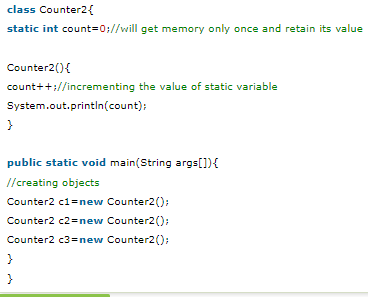 class Counter2{
static int count=0;//will get memory only once and retain its value
Counter2(){
count++;//incrementing the value of static variable
System.out.println(count);
}
public static void main(String args[]){
//creating objects
Counter2 c1=new Counter2();
Counter2 c2=new Counter2();
Counter2 c3=new Counter2();
}
}